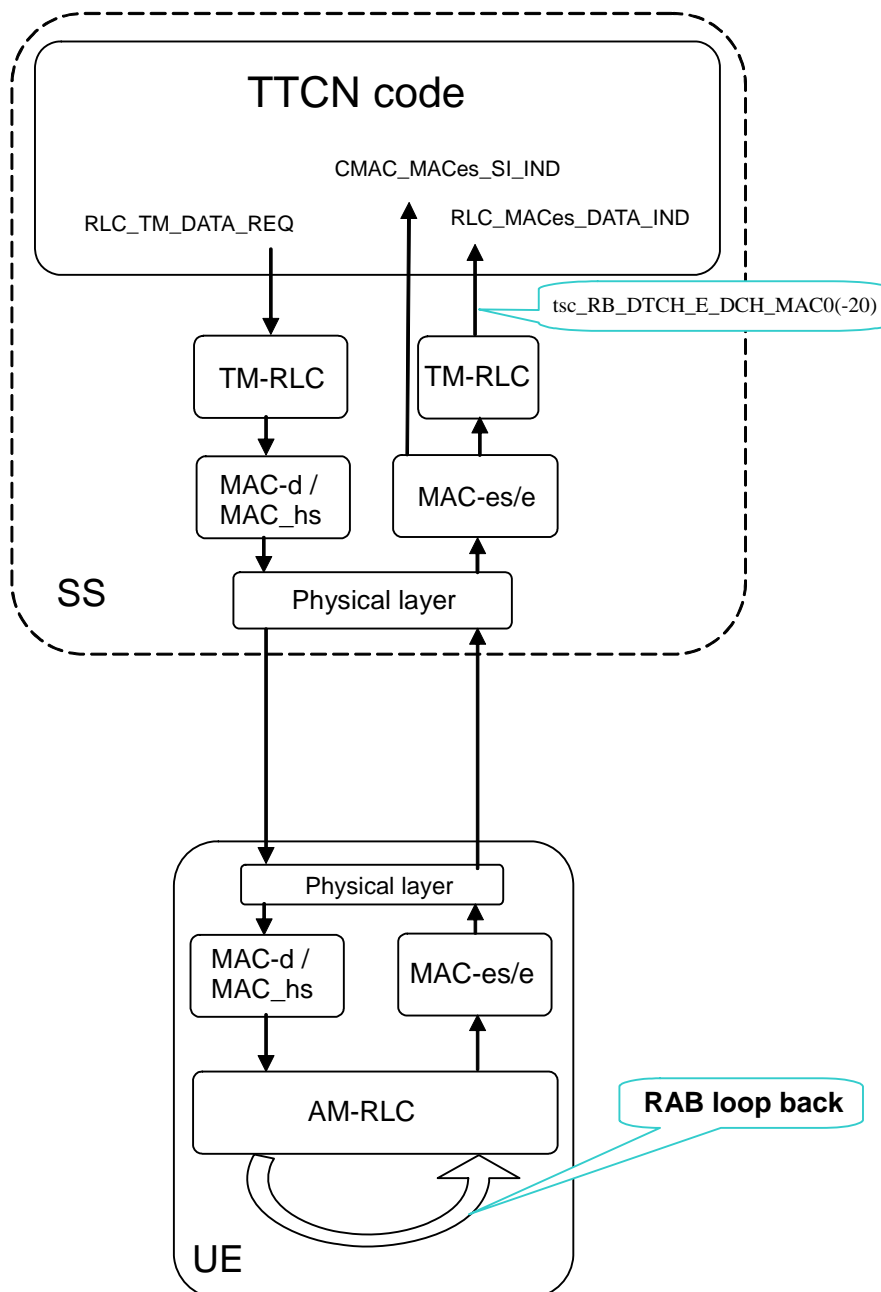 TTCN code
CMAC_MACes_SI_IND
RLC_TM_DATA_REQ
RLC_MACes_DATA_IND
tsc_RB_DTCH_E_DCH_MAC0(-20)
TM-RLC
TM-RLC
MAC-d /
MAC_hs
MAC-es/e
SS
Physical layer
Physical layer
MAC-d /
MAC_hs
MAC-es/e
AM-RLC
RAB loop back
UE